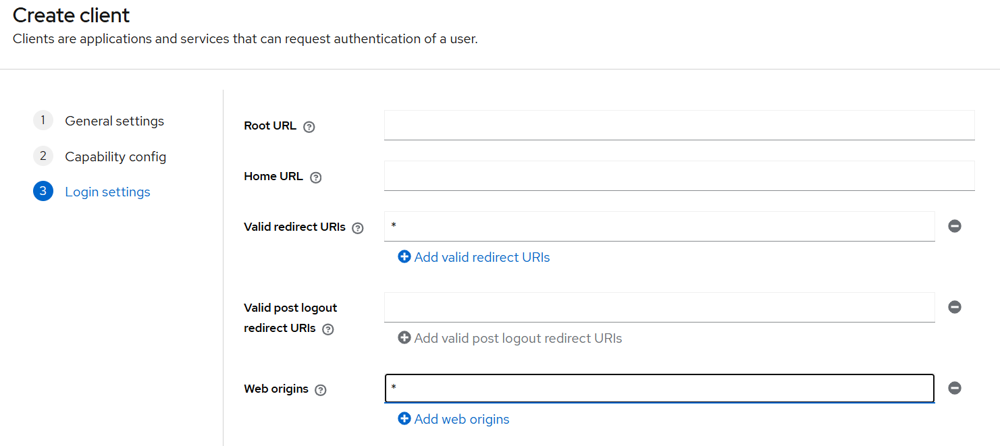 Create client
Clients are applications and services that can request authentication of a user.
1 General settings
2 Capability config
3 Login settings
Root URL
Home URL
Valid redirect URIs *
Add valid redirect URIs
Valid post logout
redirect URIs
Add valid post logout redirect URIs
Web origins *
Add web origins